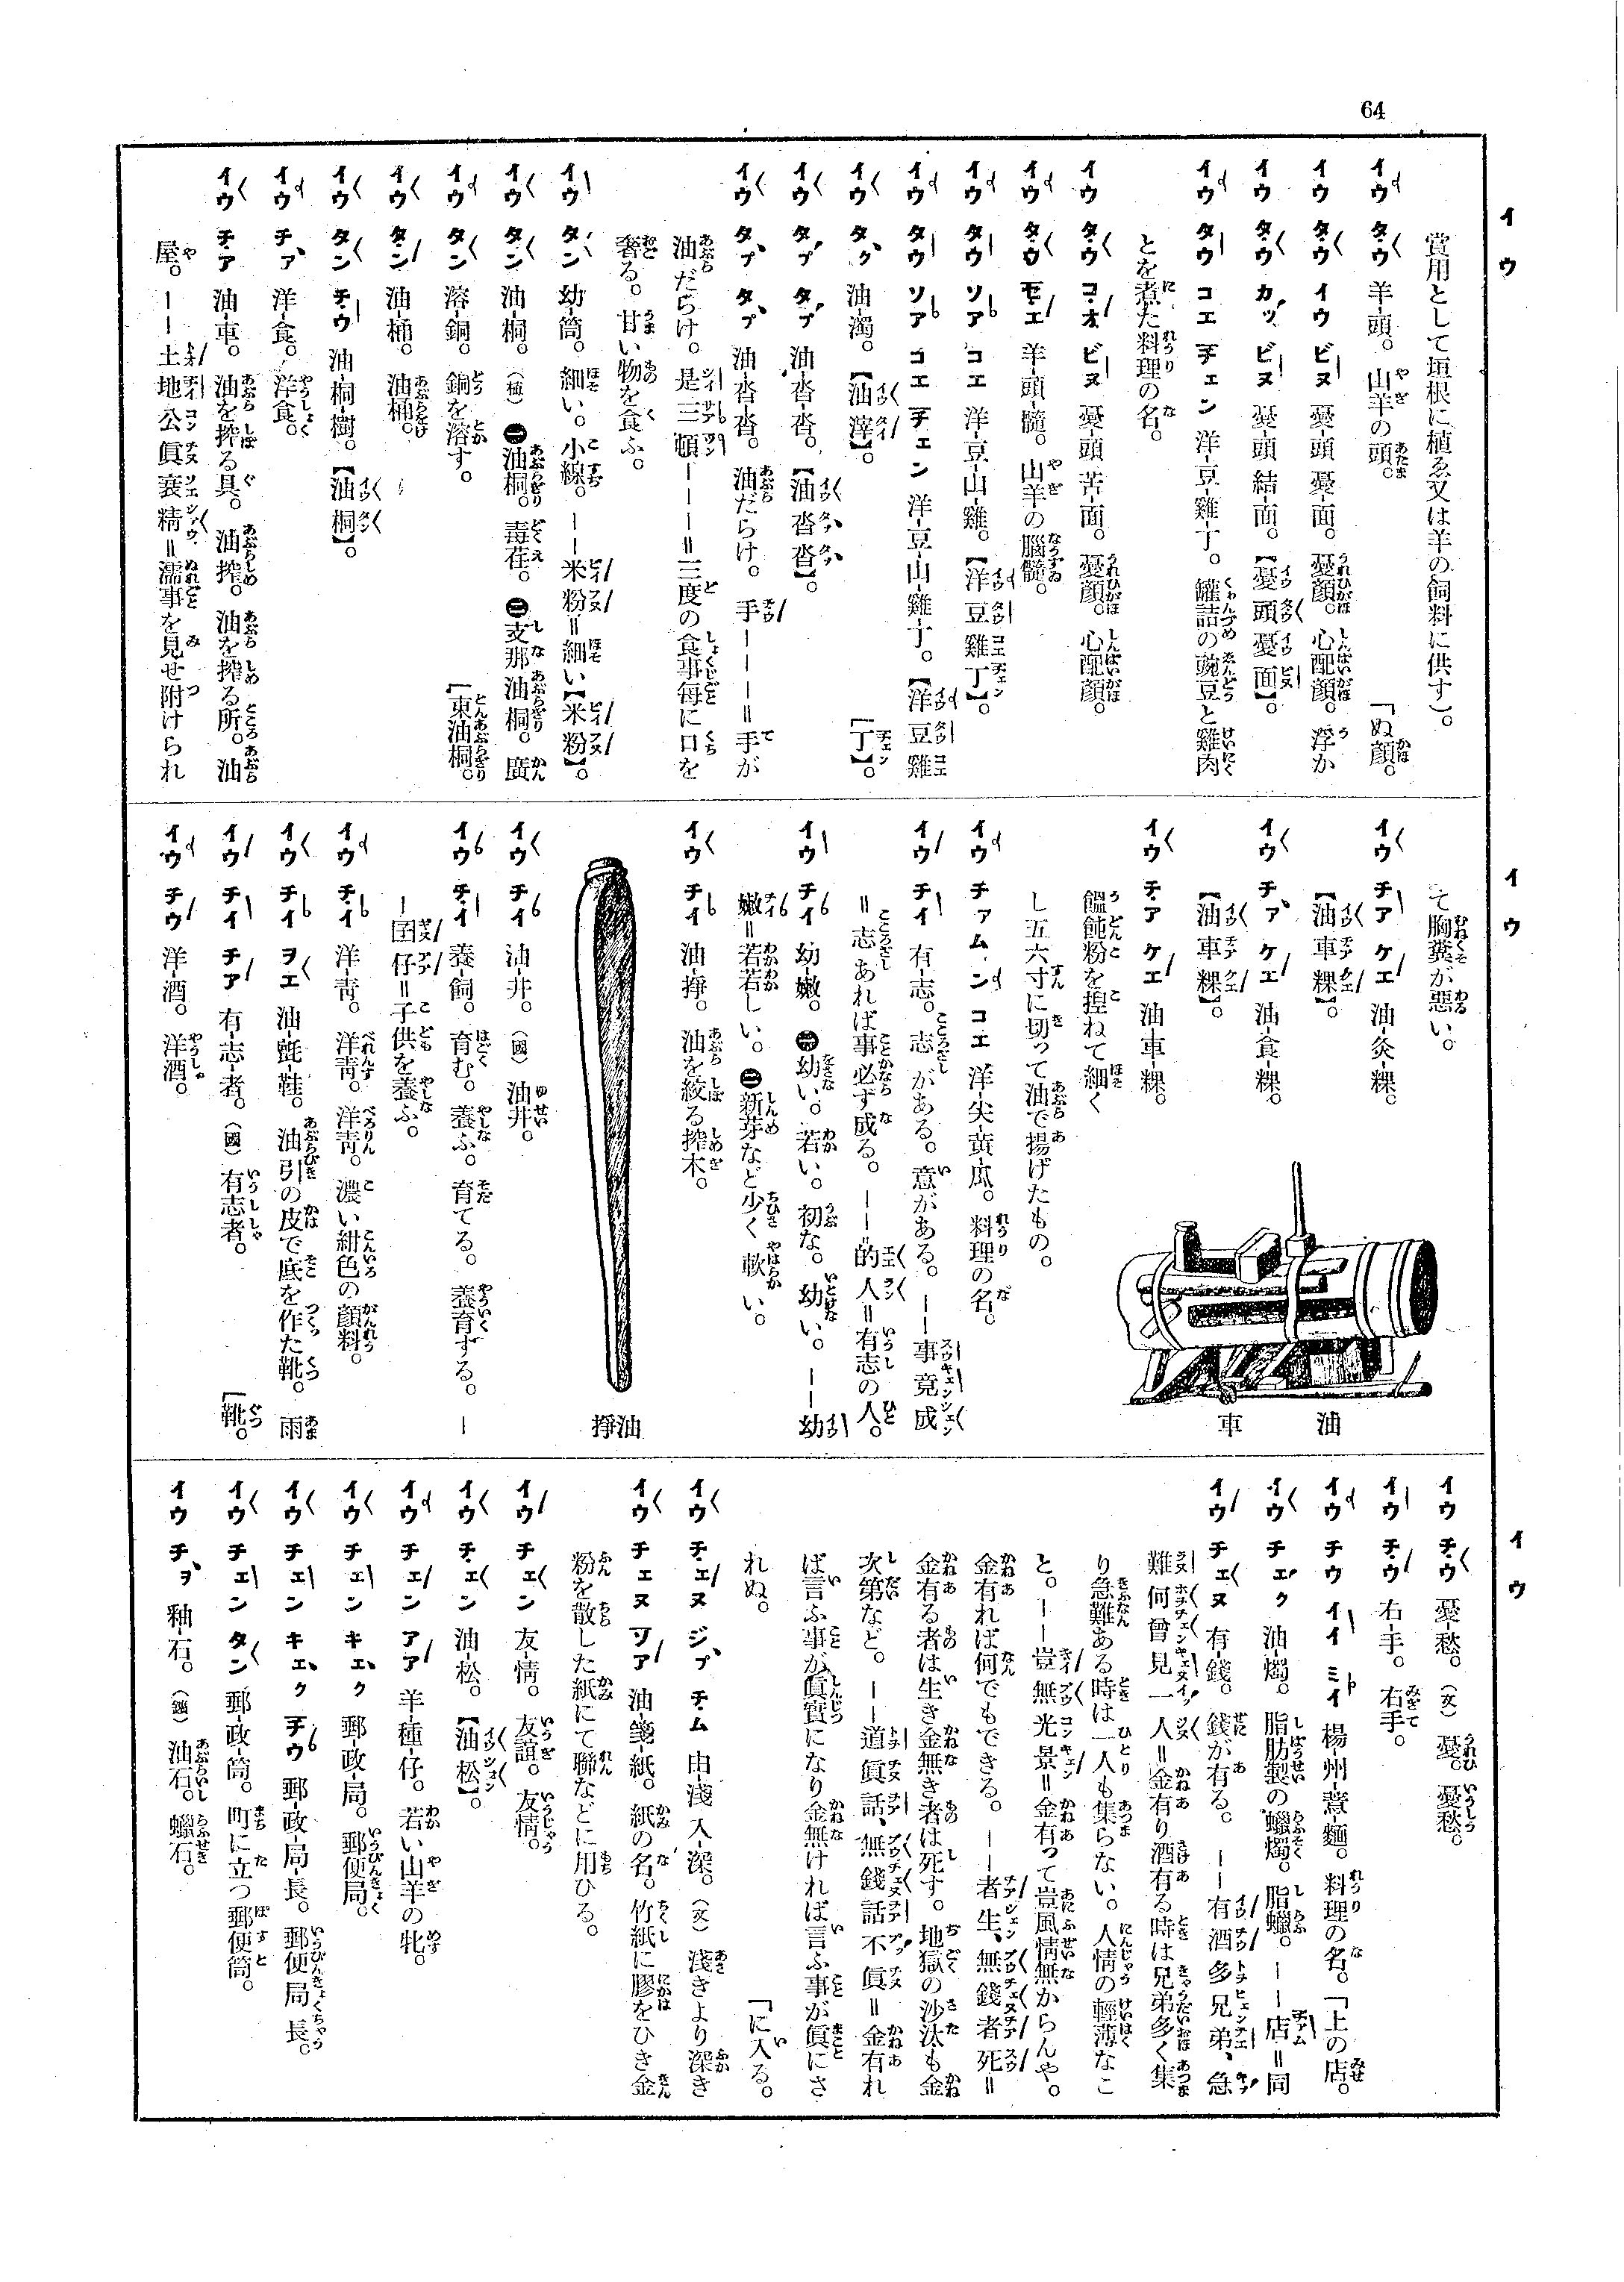 64
イウ
賞用として垣根に植ゑ又は羊の飼料に供す)。
イウ タウ 羊-頭。山羊の頭。
イウ タウ イウ ビヌ 憂-頭 憂-面。憂顏。心配顏。浮か「ぬ顏。
イウ タウ カッ ビヌ 憂-頭 結-面。【憂頭憂面】。
イウ タウ コエ チェン 洋-豆-雞-丁。罐詰の豌豆と雞肉
とを煮た料理の名。
イウ タウ コオ ビヌ 憂-頭 苦-面。憂顏。心配顏。
イウ タウ モエ 羊-頭-髓。山羊の腦髓。
イウ タウ ソア コエ 洋-豆-山-雞。【洋豆雞丁】。
イウ タウ ソア コエ チェン 洋-豆-山-雞-丁。【洋豆雞「丁】。
イウ タク 油-濁。【油滓】。
イウ タプ タプ 油-沓-沓。【油沓沓】。
イウ タプ タプ 油-沓沓。油だらけ。手———=手が
油だらけ。是三頓———=三度の食事每に口を
奢る。甘い物を食ふ。
イウ タン 幼-筒。細い。小線。——米粉=細い【米粉】。
イウ タン 油-桐。(植) ㊀油桐。毒荏。㊁支那油桐。廣「東油桐。
イウ タン 溶-銅。銅を溶す。
イウ タン 油-桶。油桶。
イウ タン チウ 油-桐-樹。【油桐】。
イウ チァ 洋-食。洋食。
イウ チア 油-車。油を搾る具。油搾。油を搾る所。油
屋。——土地公眞衰精=濡事を見せ附けられ
イウ
て胸糞が惡い。
イウ チア ケエ 油-灸-粿。
【油車粿】。
イウ チァ ケエ 油-食-粿。
【油車粿】。
イウ チア ケエ 油-車-粿。
饂飩粉を捏ねて細く
し五六寸に切って油で揚げたもの。
油車
イウ チァム ン コエ 洋-尖-黄-瓜。料理の名。
イウ チイ 有-志。志がある。意がある。——事竟成
=志あれば事必ず成る。——的人=有志の人。
イウ チイ 幼-嫩。㊀幼い。若い。初な。幼い。——幼
嫩=若若しい。㊁新芽など少く軟い。
イウ チイ 油-搾。油を絞る搾木。
イウ チイ 油-井。(國) 油井。
イウ チイ 養-飼。育む。養ふ。育てる。養育する。—
—囝仔=子供を養ふ。
イウ チイ 洋-靑。洋靑。洋靑。濃い紺色の顏料。
イウ チイ ヲエ 油-氈-鞋。油引の皮で底を作た靴。雨「靴。
イウ チイ チア 有-志-者。(國) 有志者。
イウ チウ 洋-酒。洋酒。
イウ
イウ チウ 憂-愁。(文) 憂。憂愁。
イウ チウ 右-手。右手。
イウ チウ イイ ミイ 楊-州-意-麵。料理の名。「上の店。
イウ チェク 油-燭。脂肪製の蠟燭。脂蠟。——店=同
イウ チェヌ 有-錢。錢が有る。——有酒多兄弟、急
難何曾見一人=金有り酒有る時は兄弟多く集
り急難ある時は一人も集らない。人情の輕薄なこ
と。——豈無光景=金有って豈風情無からんや。
金有れば何でもできる。——者生、無錢者死=
金有る者は生き金無き者は死す。地獄の沙汰も金
次第など。——道眞話、無錢話不眞=金有れ
ば言ふ事が眞實になり金無ければ言ふ事が眞にさ
れぬ。
イウ チェヌ ジプ チム 由-淺 入-深。(文) 淺きより深き「に入る。
イウ チェヌ ソア 油-箋-紙。紙の名。竹紙に膠をひき金
粉を散した紙にて聯などに用ひる。
イウ チェン 友-情。友誼。友情。
イウ チェン 油-松。【油松】。
イウ チェン アア 羊-種-仔。若い山羊の牝。
イウ チェン キェク 郵-政-局。郵便局。
イウ チェン キェク チウ 郵-政-局-長。郵便局長。
イウ チェン タン 郵-政-筒。町に立つ郵便筒。
イウ チヲ 釉-石。(鑛) 油石。蠟石。